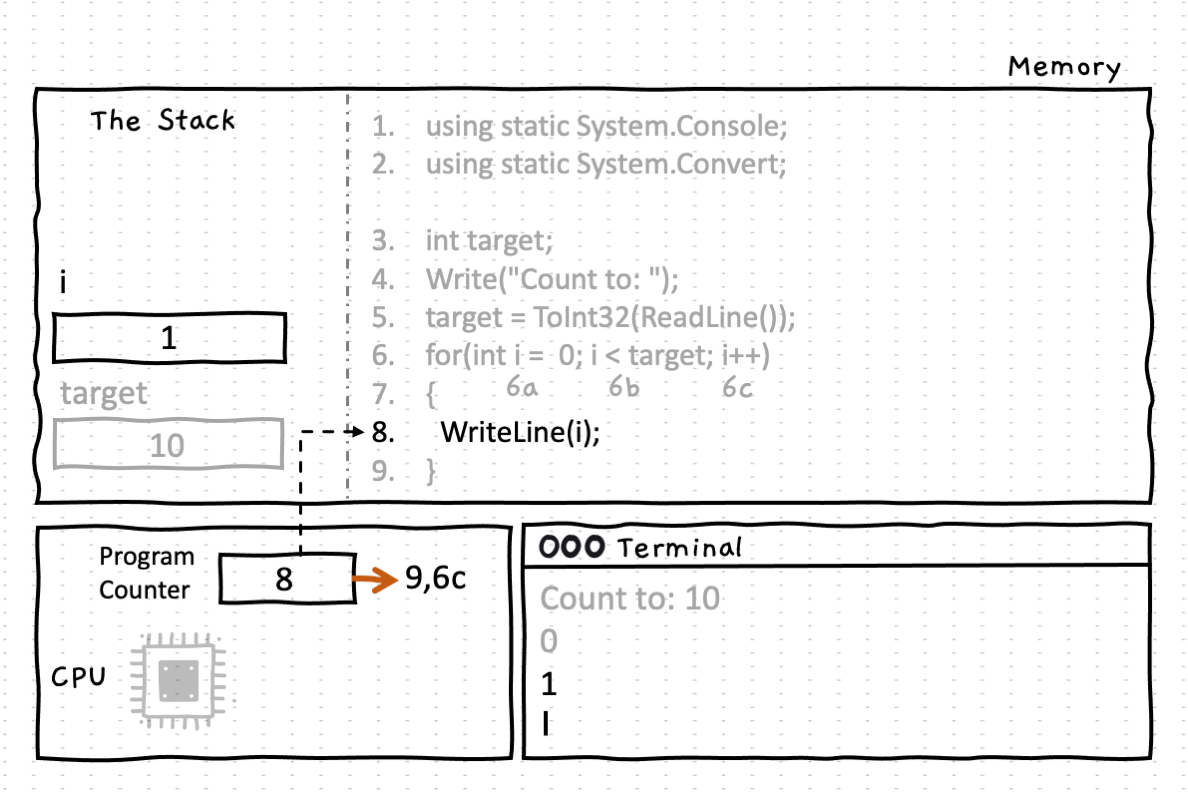 Memory
The Stack
i
1
target
10
1. using static System.Console;
2. using static System.Convert;
3. int target;
4. Write("Count to: ");
5. target = ToInt32(ReadLine());
6. for(int i = 0; i < target; i++)
7. { 6a 6b 6c
8. WriteLine(i);
9. }
Program
Counter
8
9,6c
CPU
Terminal
Count to: 10
0
1